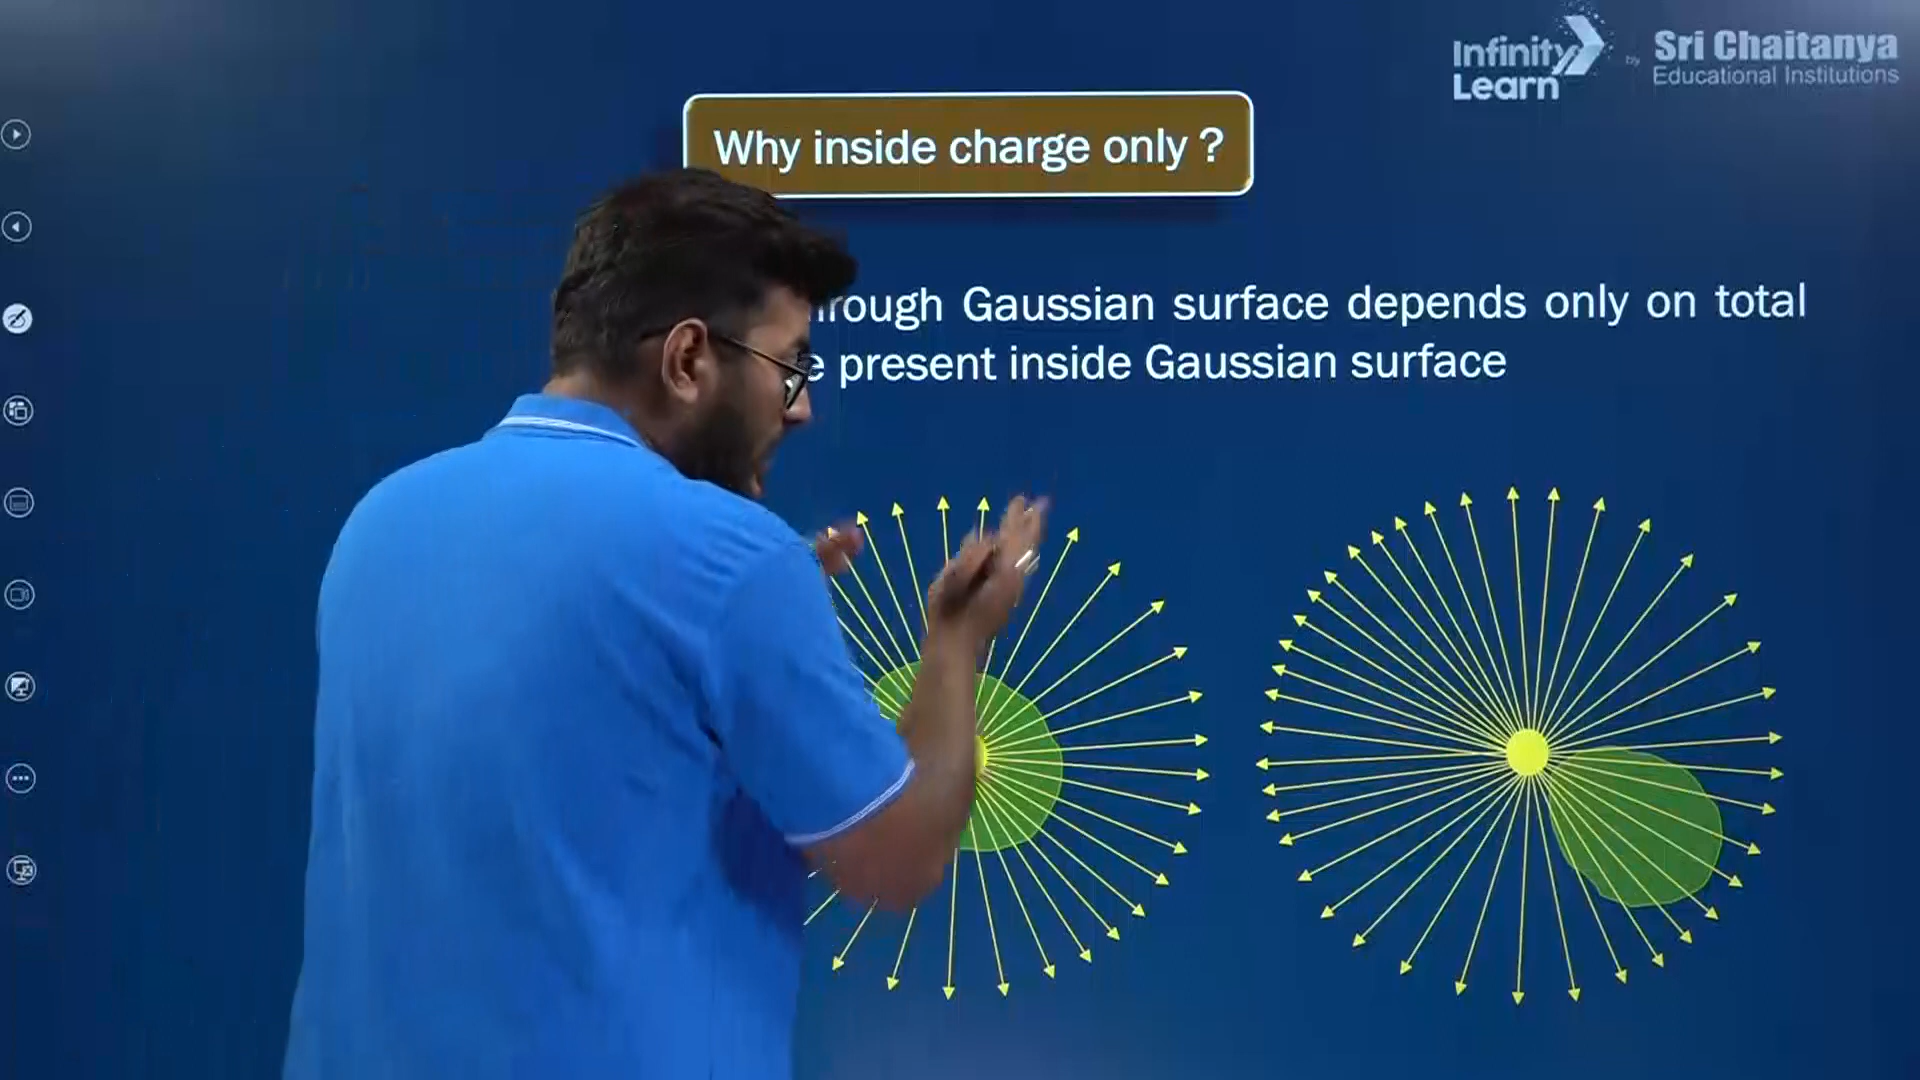 Infinity
Learn
by
Sri Chaitanya
Educational Institutions
Why inside charge only ?
Gaussian surface depends only on total
present inside Gaussian surface